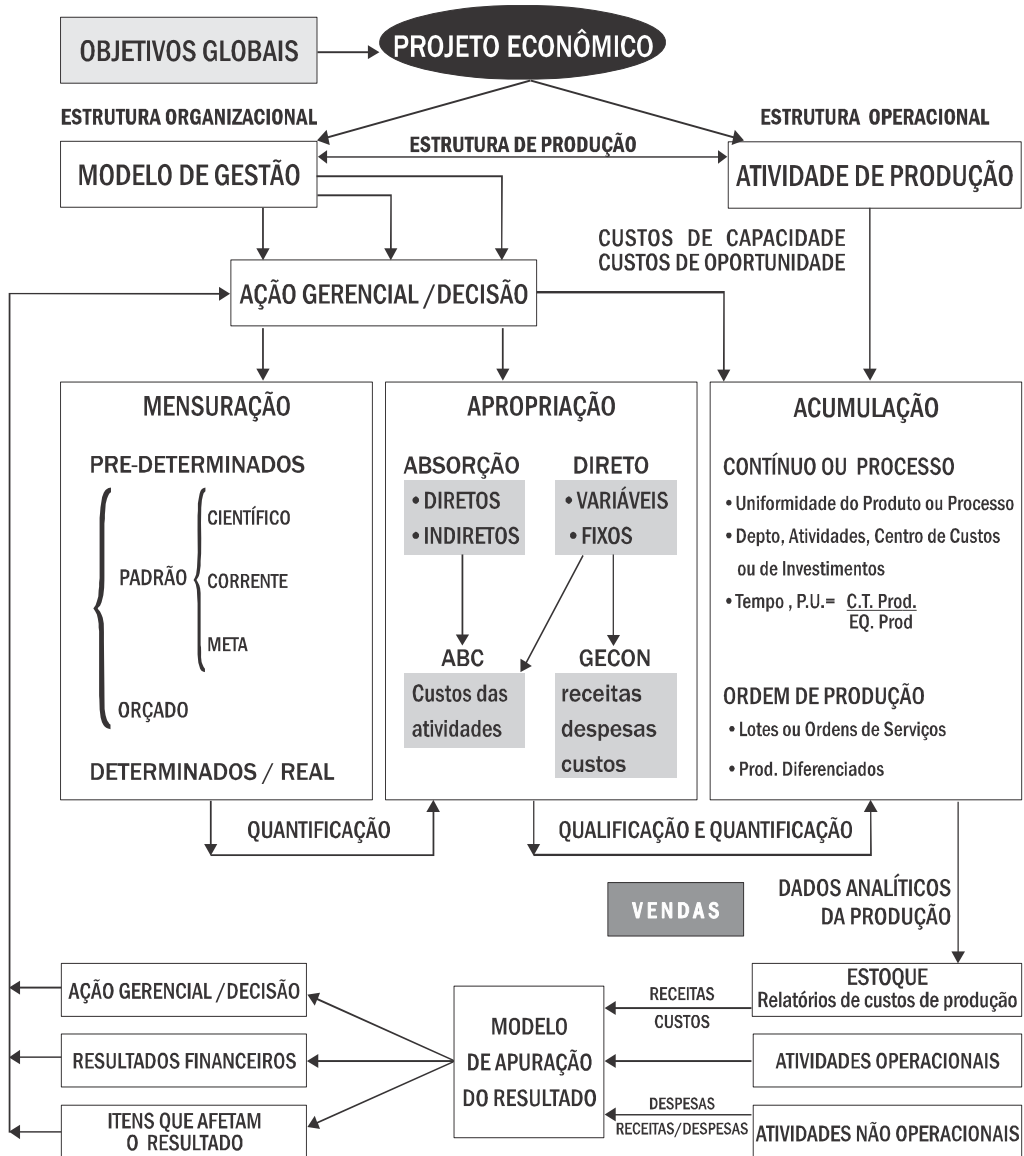 OBJETIVOS GLOBAIS
PROJETO ECONÔMICO
ESTRUTURA ORGANIZACIONAL
ESTRUTURA OPERACIONAL
ESTRUTURA DE PRODUÇÃO
MODELO DE GESTÃO
ATIVIDADE DE PRODUÇÃO
CUSTOS DE CAPACIDADE
CUSTOS DE OPORTUNIDADE
AÇÃO GERENCIAL /DECISÃO
MENSURAÇÃO
PRE-DETERMINADOS
CIENTÍFICO
PADRÃO
CORRENTE
META
ORÇADO
DETERMINADOS / REAL
APROPRIAÇÃO
ABSORÇÃO
• DIRETOS
• INDIRETOS
DIRETO
• VARIÁVEIS
• FIXOS
ABC
Custos das
atividades
GECON
receitas
despesas
custos
ACUMULAÇÃO
CONTÍNUO OU PROCESSO
• Uniformidade do Produto ou Processo
• Depto, Atividades, Centro de Custos
ou de Investimentos
• Tempo , P.U.= C.T. Prod.
EQ. Prod
ORDEM DE PRODUÇÃO
• Lotes ou Ordens de Serviços
• Prod. Diferenciados
QUANTIFICAÇÃO
QUALIFICAÇÃO E QUANTIFICAÇÃO
VENDAS
DADOS ANALÍTICOS
DA PRODUÇÃO
ESTOQUE
Relatórios de custos de produção
RECEITAS
CUSTOS
ATIVIDADES OPERACIONAIS
DESPESAS
RECEITAS/DESPESAS
ATIVIDADES NÃO OPERACIONAIS
MODELO
DE APURAÇÃO
DO RESULTADO
AÇÃO GERENCIAL /DECISÃO
RESULTADOS FINANCEIROS
ITENS QUE AFETAM
O RESULTADO